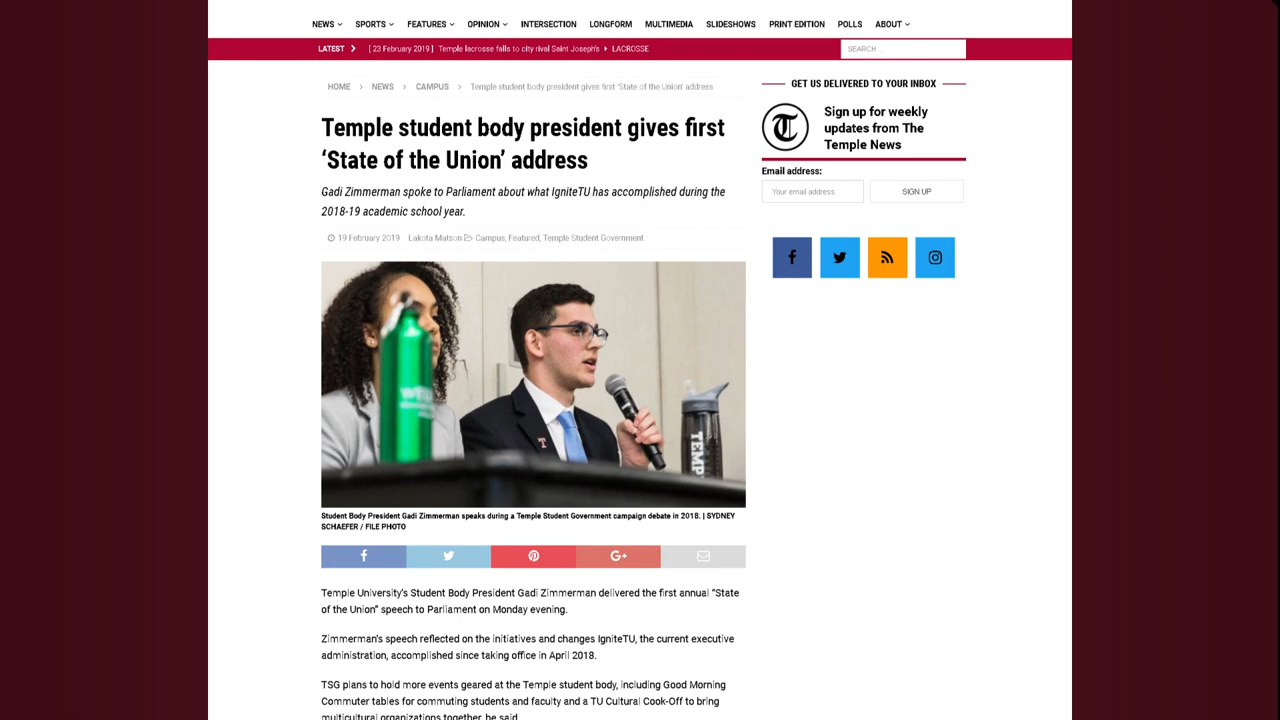 NEWS SPORTS FEATURES OPINION INTERSECTION LONGFORM MULTIMEDIA SLIDESHOWS PRINT EDITION POLLS ABOUT
LATEST [ 23 February 2019 ] Temple lacrosse falls to city rival Saint Joseph's LACROSSE
SEARCH …
HOME NEWS CAMPUS Temple student body president gives first 'State of the Union' address
Temple student body president gives first
‘State of the Union’ address
Gadi Zimmerman spoke to Parliament about what IgniteTU has accomplished during the
2018-19 academic school year.
19 February 2019 Lakota Matson Campus, Featured, Temple Student Government
TEMP
Student Body President Gadi Zimmerman speaks during a Temple Student Government campaign debate in 2018. | SYDNEY
SCHAEFER / FILE PHOTO
Temple University's Student Body President Gadi Zimmerman delivered the first annual “State
of the Union” speech to Parliament on Monday evening.
Zimmerman's speech reflected on the initiatives and changes IgniteTU, the current executive
administration, accomplished since taking office in April 2018.
TSG plans to hold more events geared at the Temple student body, including Good Morning
Commuter tables for commuting students and faculty and a TU Cultural Cook-Off to bring
multicultural organizations together, he said.
GET US DELIVERED TO YOUR INBOX
Sign up for weekly
updates from The
Temple News
Email address:
Your email address SIGN UP